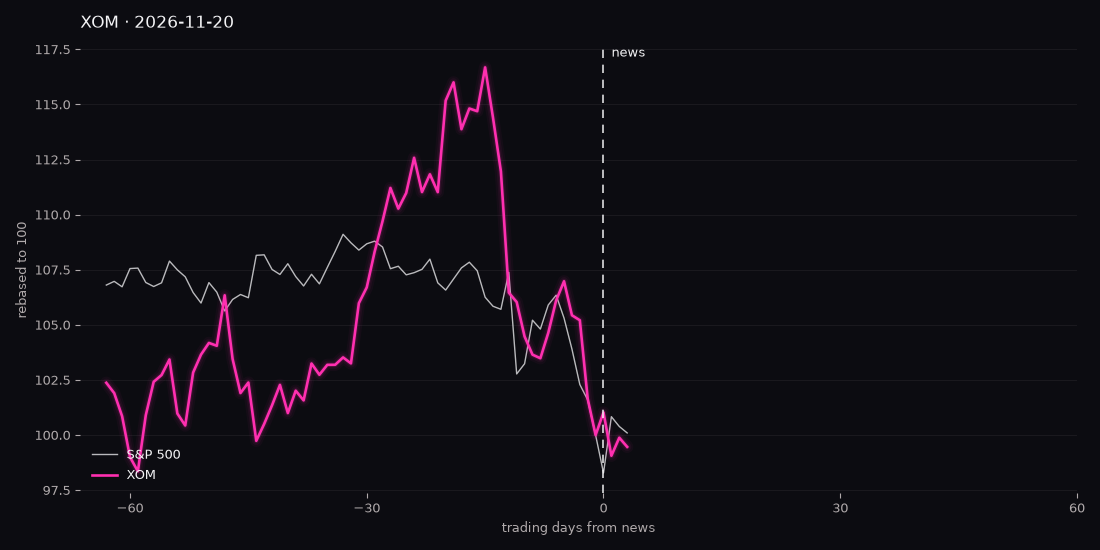 XOM · 2026-11-20
news
117.5
115.0
112.5
110.0
107.5
105.0
102.5
100.0
97.5
rebased to 100
S&P 500
XOM
−60
−30
0
30
60
trading days from news